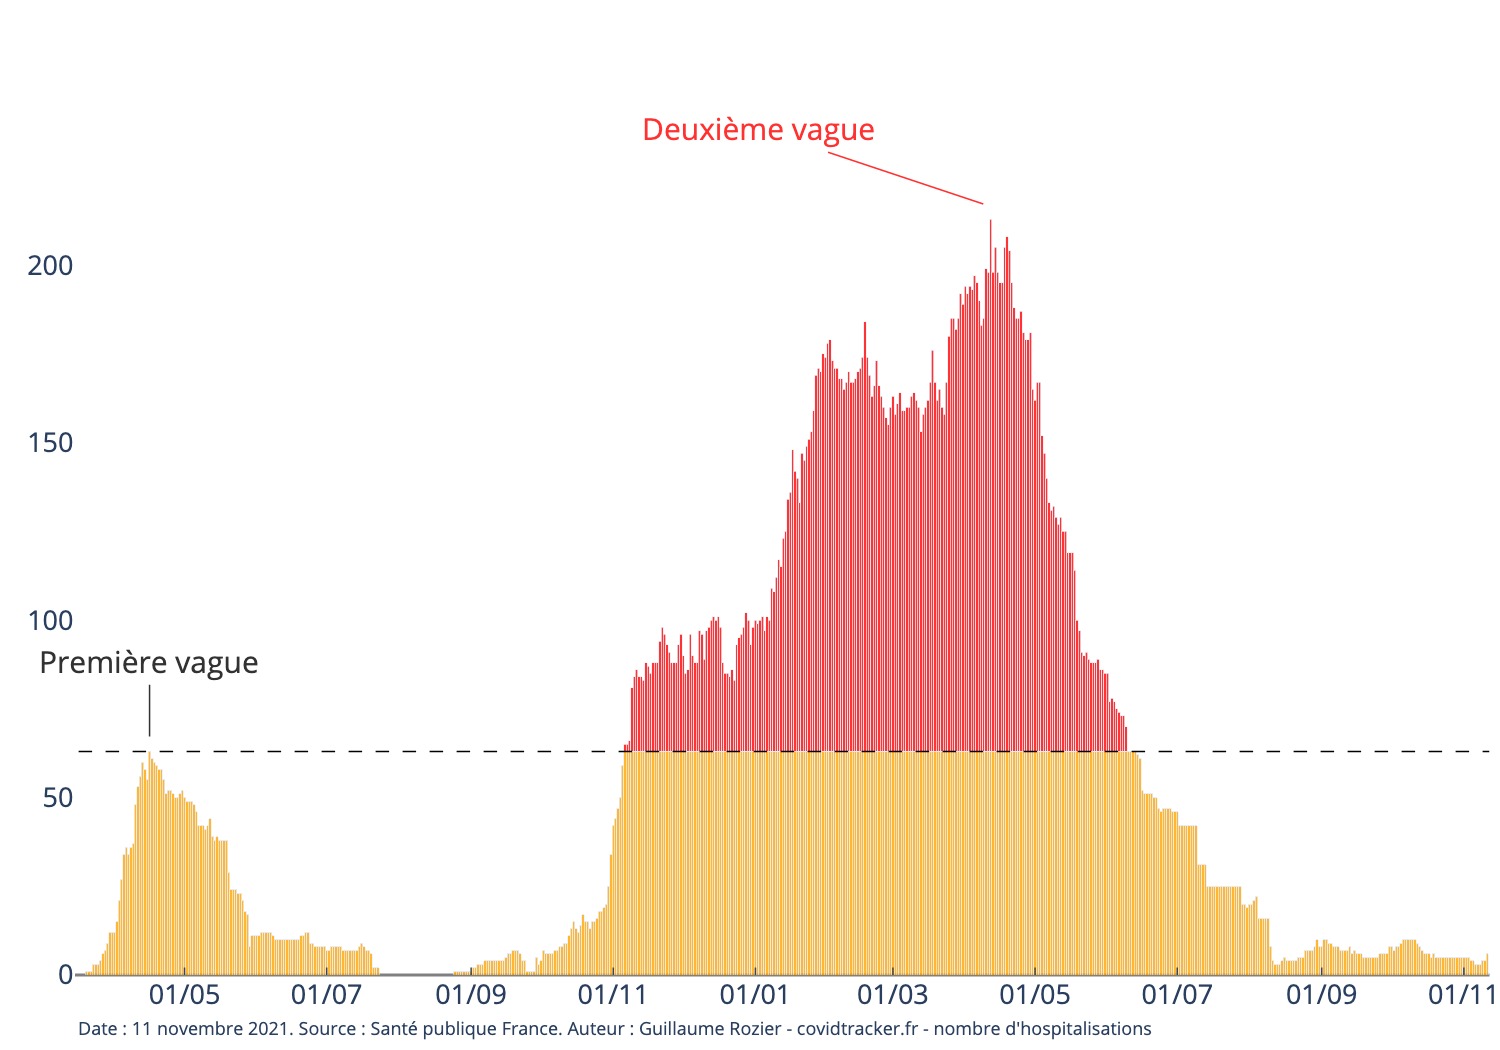 Deuxième vague
200
150
100
Première vague
50
0
01/05 01/07 01/09 01/11 01/01 01/03 01/05 01/07 01/09 01/11
Date : 11 novembre 2021. Source : Santé publique France. Auteur : Guillaume Rozier - covidtracker.fr - nombre d'hospitalisations